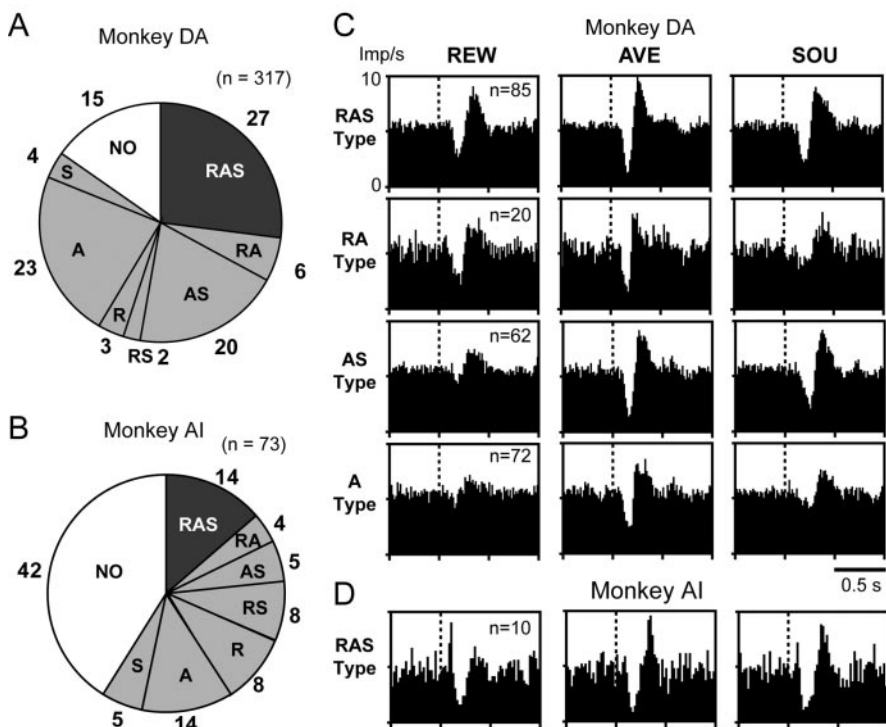 A
Monkey DA
(n = 317)
15
27
NO
RAS
4
S
RA
6
A
AS
23
R
3
RS 2
20
B
Monkey AI
(n = 73)
14
RAS
4
RA
5
AS
42
NO
RS
8
R
8
S
A
5
14
C
Monkey DA
Imp/s
REW
AVE
SOU
10
n=85
RAS
Type
0
n=20
RA
Type
n=62
AS
Type
n=72
A
Type
0.5 s
D
Monkey AI
n=10
RAS
Type